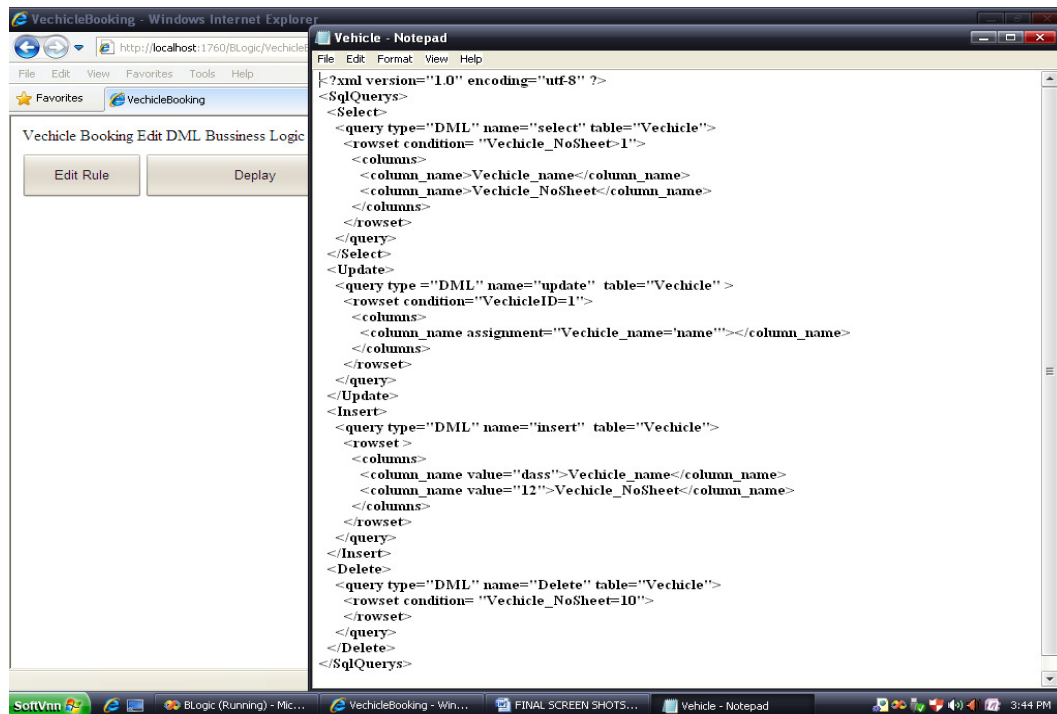 VechicleBooking - Windows Internet Explorer
http://localhost:1760/BLogic/Vechicle
File Edit View Favorites Tools Help
Favorites VechicleBooking
Vechicle Booking Edit DML Bussiness Logic
Edit Rule Deplay
Vehicle - Notepad
File Edit Format View Help
<?xml version="1.0" encoding="utf-8" ?>
<SqlQuerys>
<Select>
<query type="DML" name="select" table="Vechicle">
<rowset condition= "Vechicle_NoSheet>1">
<columns>
<column_name>Vechicle_name</column_name>
<column_name>Vechicle_NoSheet</column_name>
</columns>
</rowset>
</query>
</Select>
<Update>
<query type ="DML" name="update" table="Vechicle" >
<rowset condition="VechicleID=1">
<columns>
<column_name assignment="Vechicle_name='name'"></column_name>
</columns>
</rowset>
</query>
</Update>
<Insert>
<query type="DML" name="insert" table="Vechicle">
<rowset >
<columns>
<column_name value="dass">Vechicle_name</column_name>
<column_name value="12">Vechicle_NoSheet</column_name>
</columns>
</rowset>
</query>
</Insert>
<Delete>
<query type="DML" name="Delete" table="Vechicle">
<rowset condition= "Vechicle_NoSheet=10">
</rowset>
</query>
</Delete>
</SqlQuerys>
SoftVnn BLogic (Running) - Mic... VechicleBooking - Win... FINAL SCREEN SHOTS... Vehicle - Notepad 3:44 PM